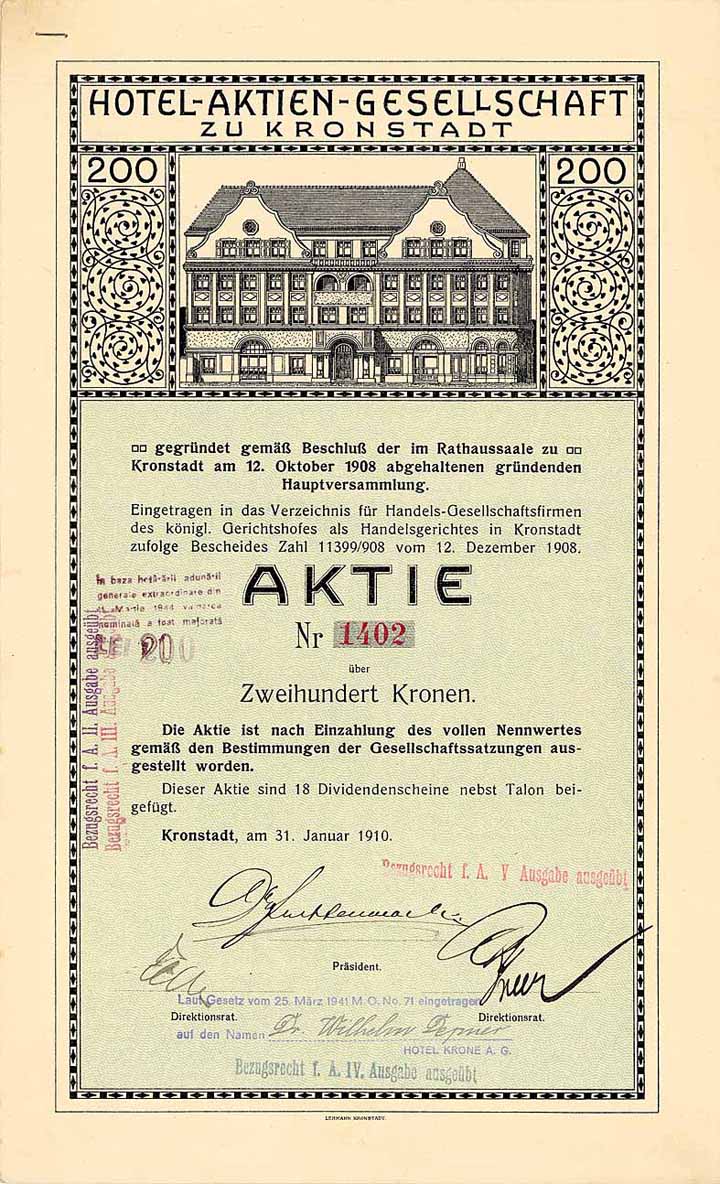 HOTEL-AKTIEN-GESELLSCHAFT
ZU KRONSTADT
200 200
gegründet gemäß Beschluß der im Rathaussaale zu
Kronstadt am 12. Oktober 1908 abgehaltenen gründenden
Hauptversammlung.
Eingetragen in das Verzeichnis für Handels-Gesellschaftsfirmen
des königl. Gerichtshofes als Handelsgerichtes in Kronstadt
zufolge Bescheides Zahl 11399/908 vom 12. Dezember 1908.
In baza hotărârii adunării
generale extraordinare din
Martie 1944 valoarea
nominală a fost majorată
LEI 200
AKTIE
Nr 1402
über
Zweihundert Kronen.
Die Aktie ist nach Einzahlung des vollen Nennwertes
gemäß den Bestimmungen der Gesellschaftssatzungen aus-
gestellt worden.
Dieser Aktie sind 18 Dividendenscheine nebst Talon bei-
gefügt.
Kronstadt, am 31. Januar 1910.
Bezugsrecht f. A. II. Ausgabe ausgeübt
Bezugsrecht f. A. III. Ausgabe ausgeübt
Bezugsrecht f. A. V Ausgabe ausgeübt
Präsident.
Laut Gesetz vom 25. März 1941 M.O. No. 71 eingetragen
Direktionsrat. Direktionsrat.
auf den Namen Dr. Wilhelm Depner
HOTEL KRONE A. G.
Bezugsrecht f. A. IV. Ausgabe ausgeübt
LEHMANN KRONSTADT.